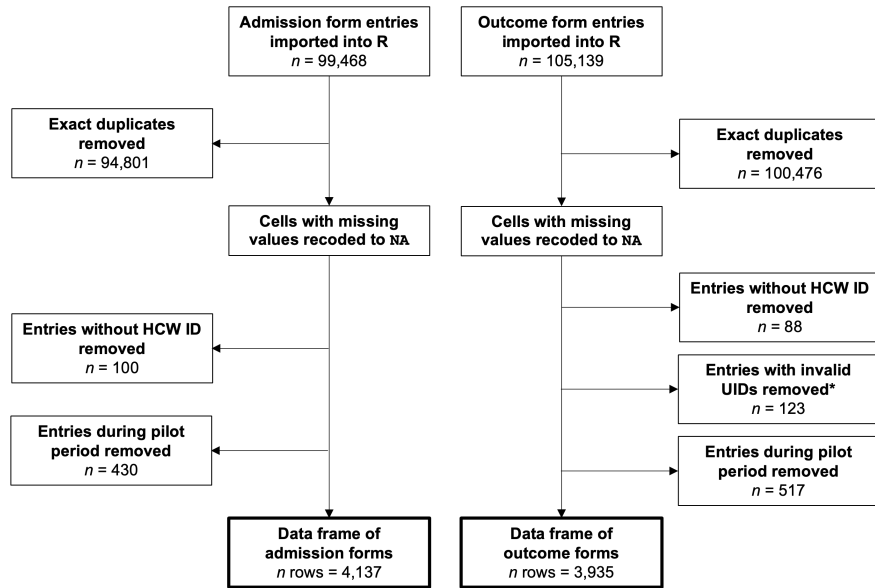 Admission form entries
imported into R
n = 99,468
Outcome form entries
imported into R
n = 105,139
Exact duplicates
removed
n = 94,801
Exact duplicates
removed
n = 100,476
Cells with missing
values recoded to NA
Cells with missing
values recoded to NA
Entries without HCW ID
removed
n = 88
Entries without HCW ID
removed
n = 100
Entries with invalid
UIDs removed*
n = 123
Entries during pilot
period removed
n = 430
Entries during pilot
period removed
n = 517
Data frame of
admission forms
n rows = 4,137
Data frame of
outcome forms
n rows = 3,935